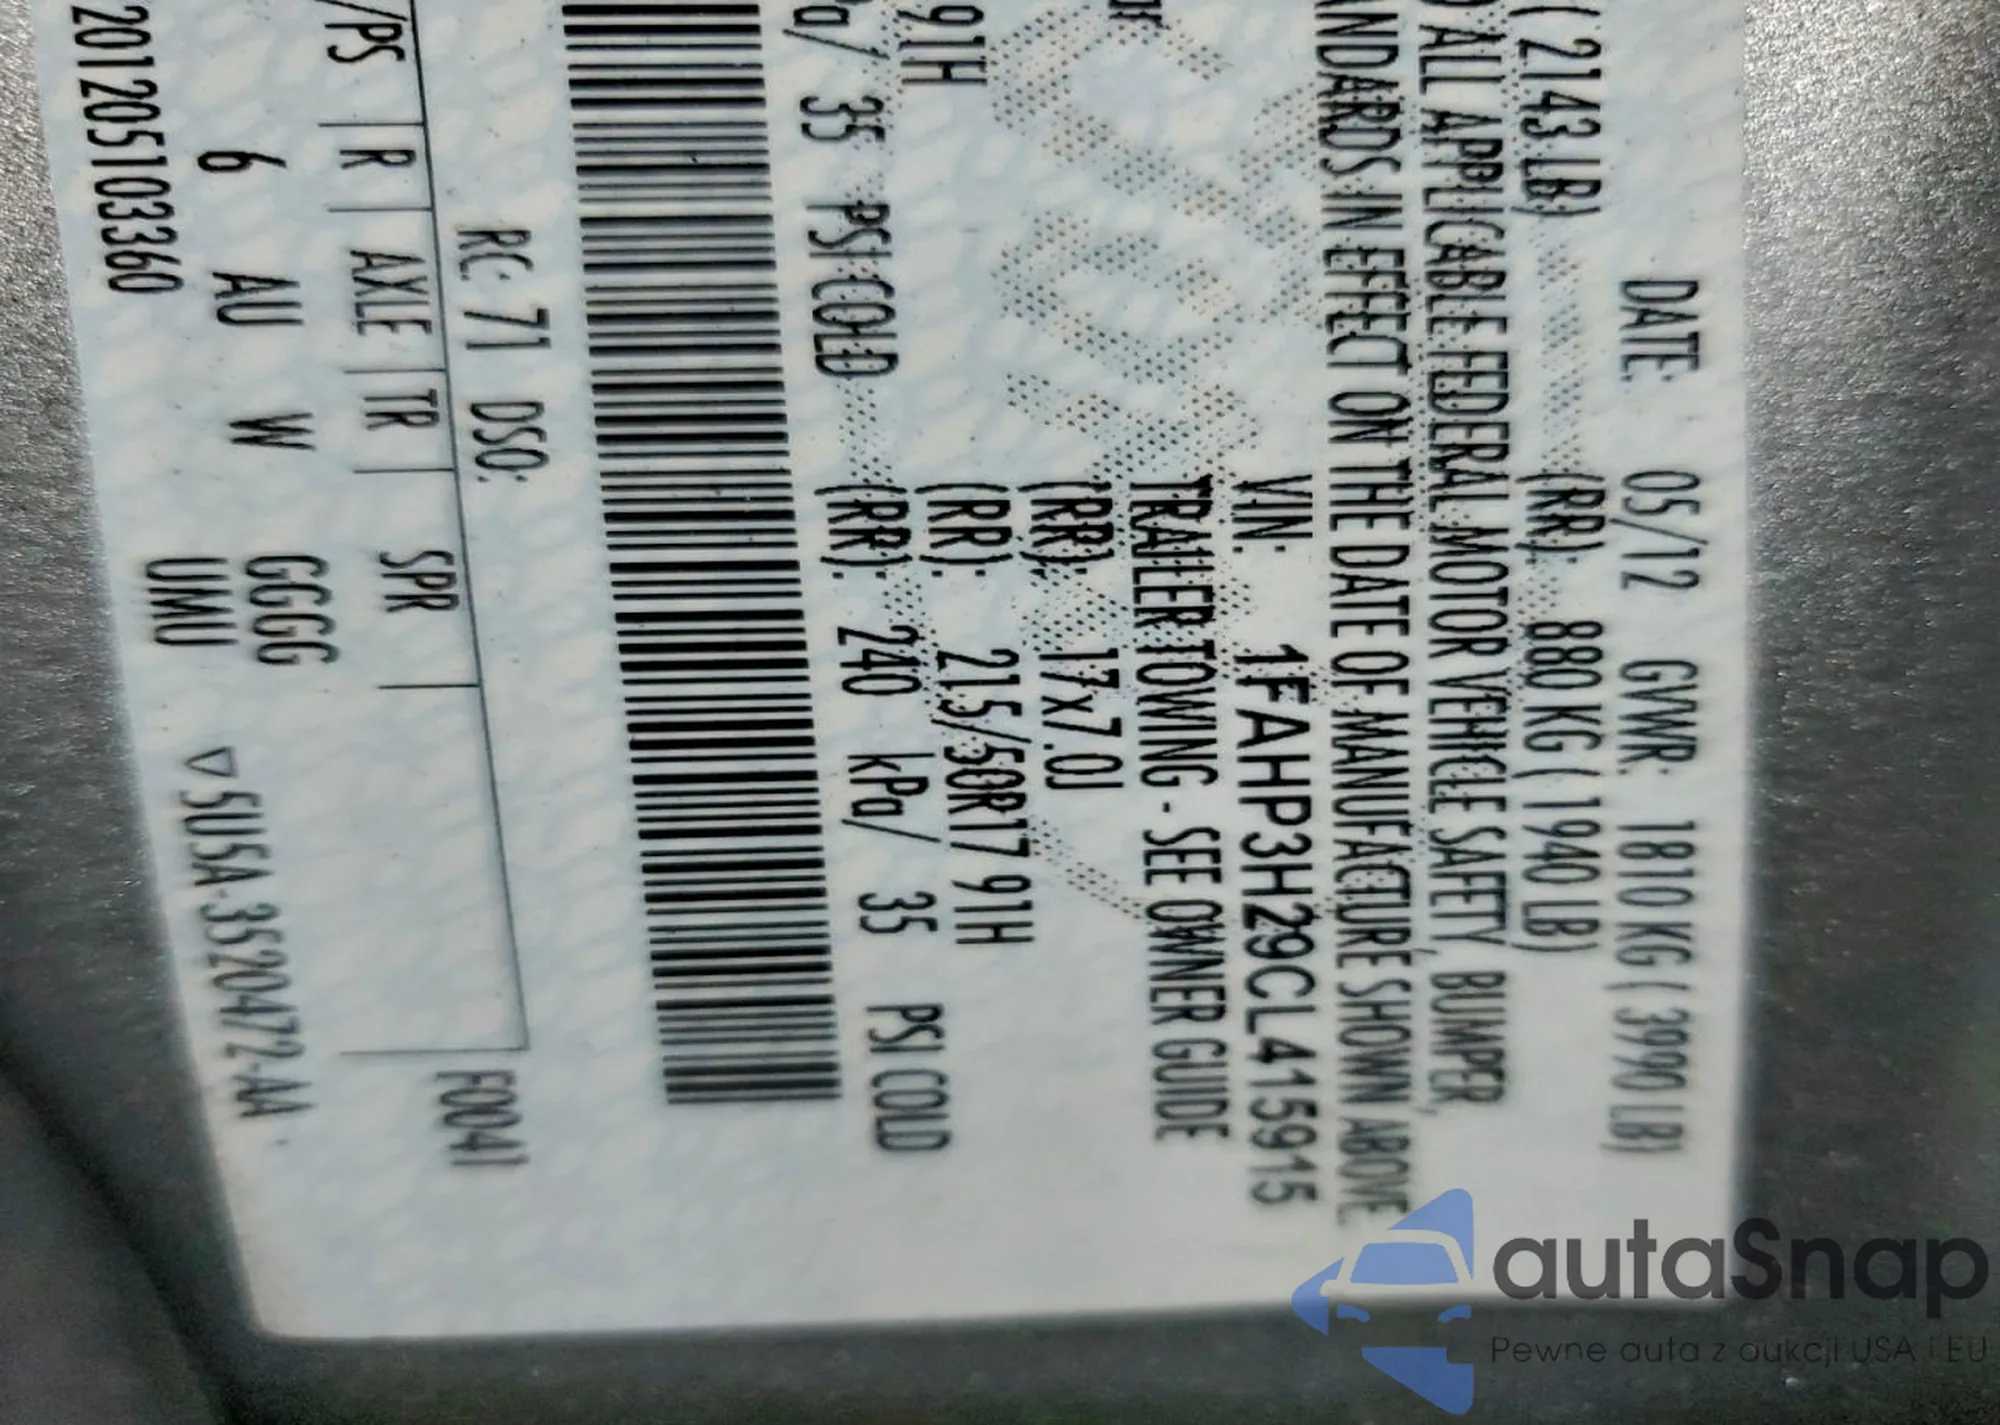 DATE: 05/12 GVWR: 1810 KG ( 3990 LB)
( 2143 LB) (RR): 880 KG ( 1940 LB)
ALL APPLICABLE FEDERAL MOTOR VEHICLE SAFETY, BUMPER,
ANDARDS IN EFFECT ON THE DATE OF MANUFACTURE SHOWN ABOVE.
VIN: 1FAHP3H29CL415915
TRAILER TOWING - SEE OWNER GUIDE
(RR): 17x7.0J
91H (RR): 215/50R17 91H
Pa/ 35 PSI COLD (RR): 240 kPa/ 35 PSI COLD
RC: 71 DSO: F0041
/PS R AXLE TR SPR
6 AU W GGGG
UMU
20120510033 60 UMU ▽5U5A-3520472-AA
autaSnap
Pewne auta z aukcji USA i EU